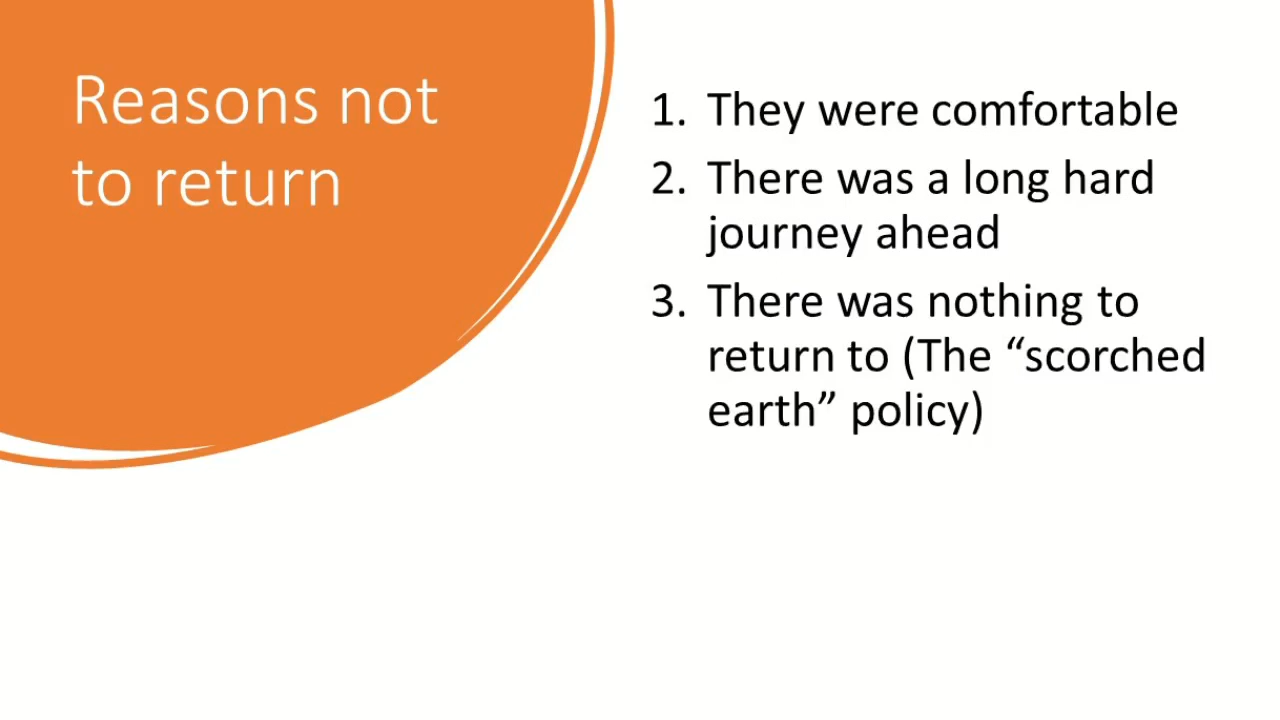 Reasons not
to return
1. They were comfortable
2. There was a long hard
journey ahead
3. There was nothing to
return to (The “scorched
earth” policy)